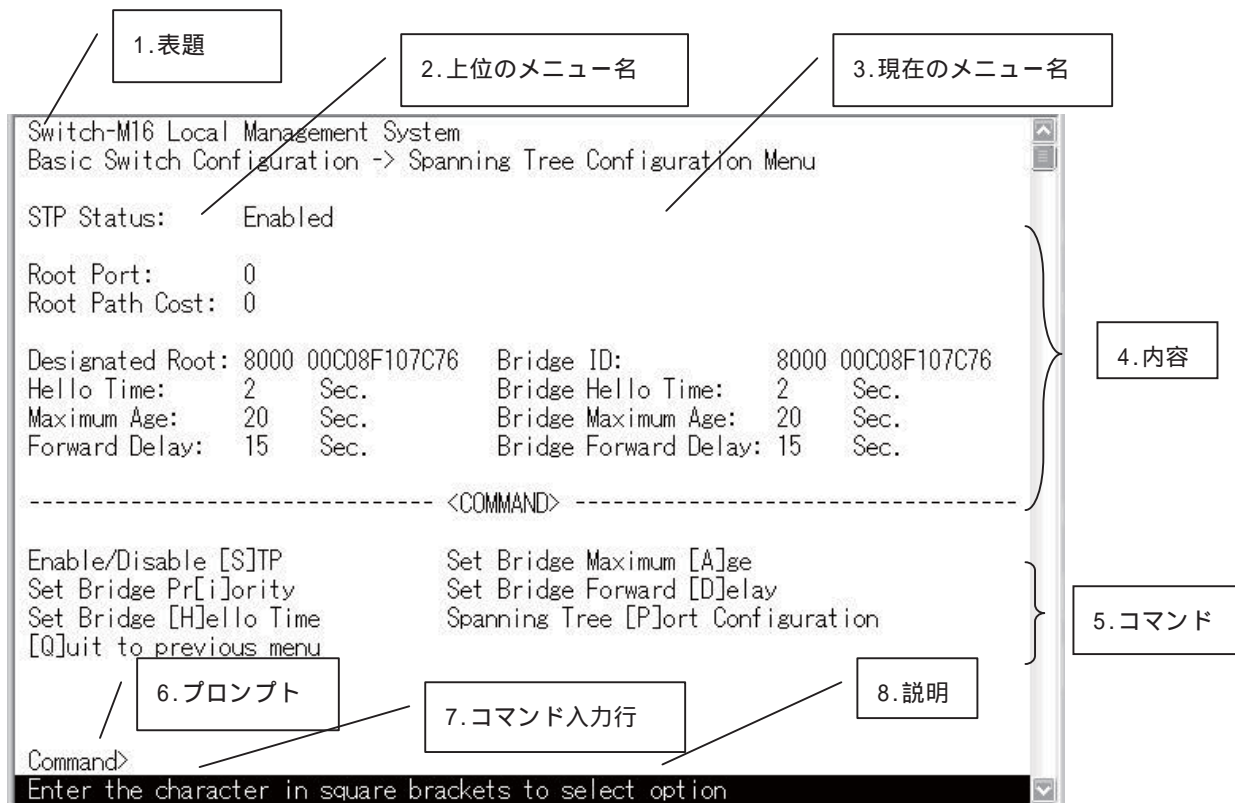 1.表題
2.上位のメニュー名
3.現在のメニュー名
Switch-M16 Local Management System
Basic Switch Configuration -> Spanning Tree Configuration Menu
STP Status: Enabled
Root Port: 0
Root Path Cost: 0
4.内容
Designated Root: 8000 00C08F107C76 Bridge ID: 8000 00C08F107C76
Hello Time: 2 Sec. Bridge Hello Time: 2 Sec.
Maximum Age: 20 Sec. Bridge Maximum Age: 20 Sec.
Forward Delay: 15 Sec. Bridge Forward Delay: 15 Sec.
-------------------------------- <COMMAND> -----------------------------------
Enable/Disable [S]TP Set Bridge Maximum [A]ge
Set Bridge Pr[i]ority Set Bridge Forward [D]elay
Set Bridge [H]ello Time Spanning Tree [P]ort Configuration
[Q]uit to previous menu
5.コマンド
6.プロンプト
7.コマンド入力行
8.説明
Command>
Enter the character in square brackets to select option